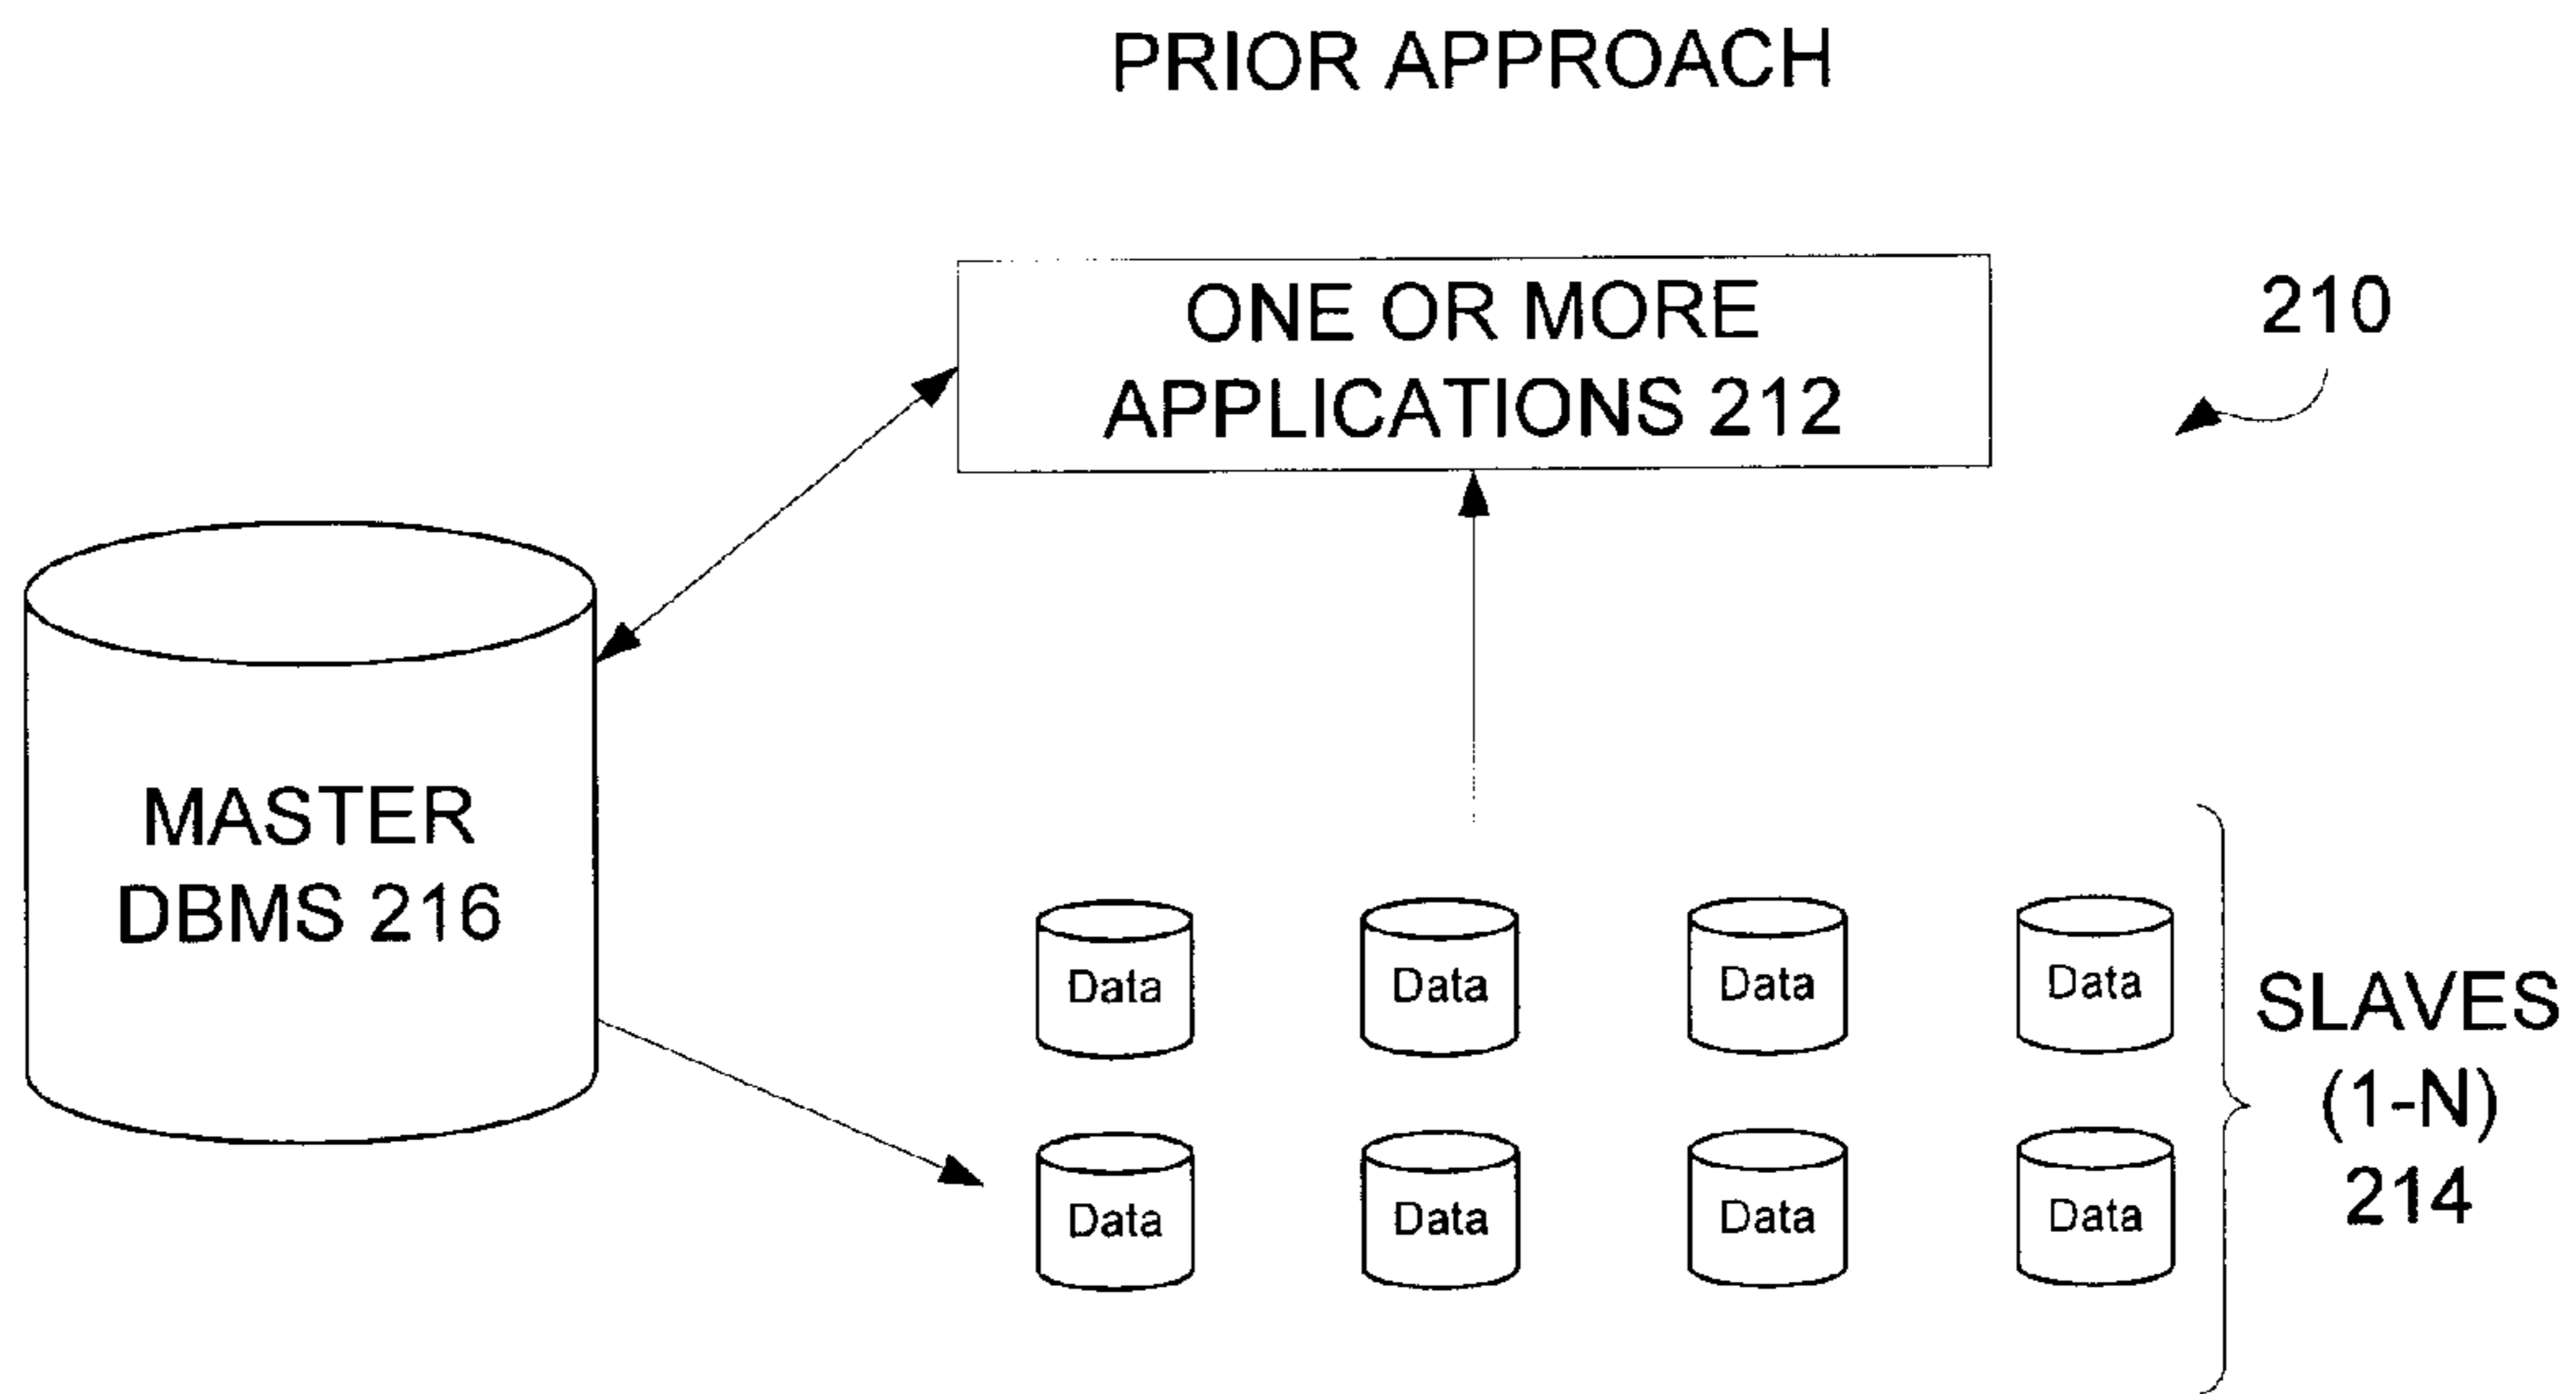 PRIOR APPROACH
ONE OR MORE
APPLICATIONS 212
210
MASTER
DBMS 216
Data
Data
Data
Data
Data
Data
Data
Data
SLAVES
(1-N)
214